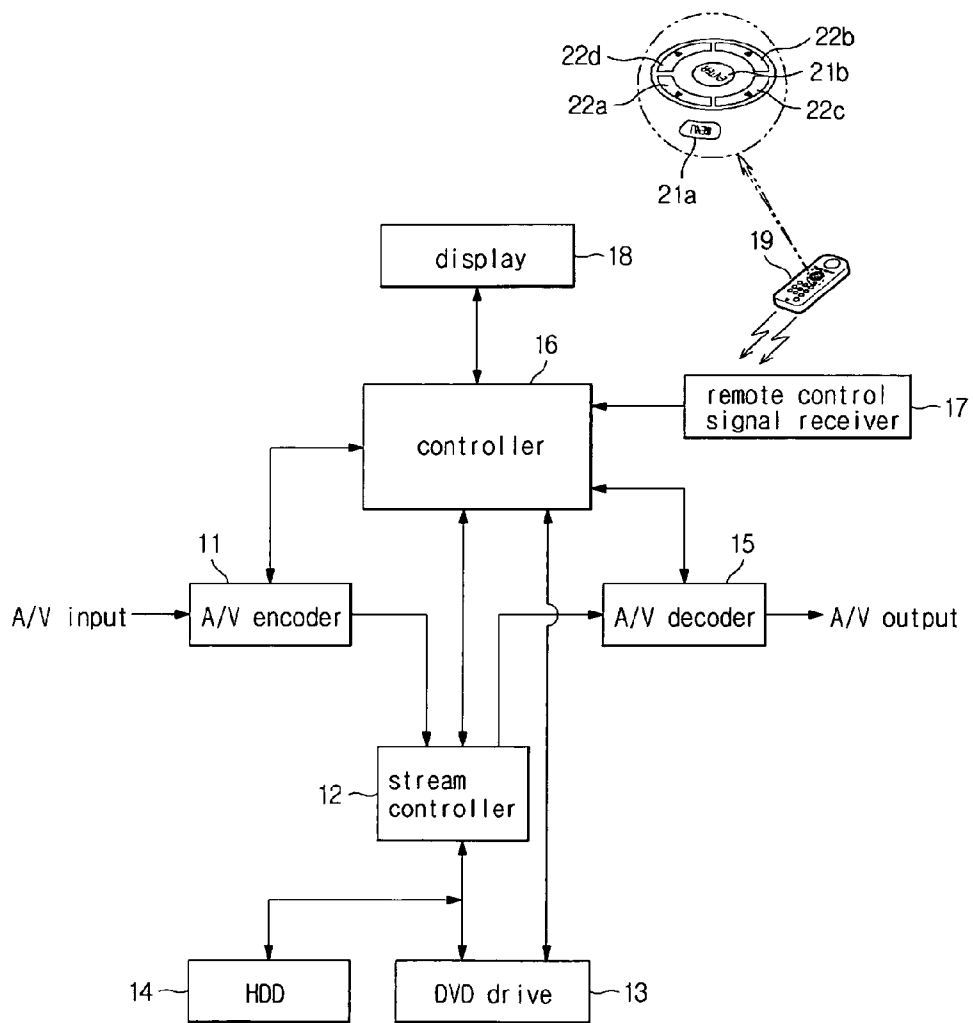 22d
22b
21b
22a
22c
MENU
21a
19
display
18
16
remote control
signal receiver
17
controller
11
15
A/V input
A/V encoder
A/V decoder
A/V output
12
stream
controller
14
HDD
DVD drive
13